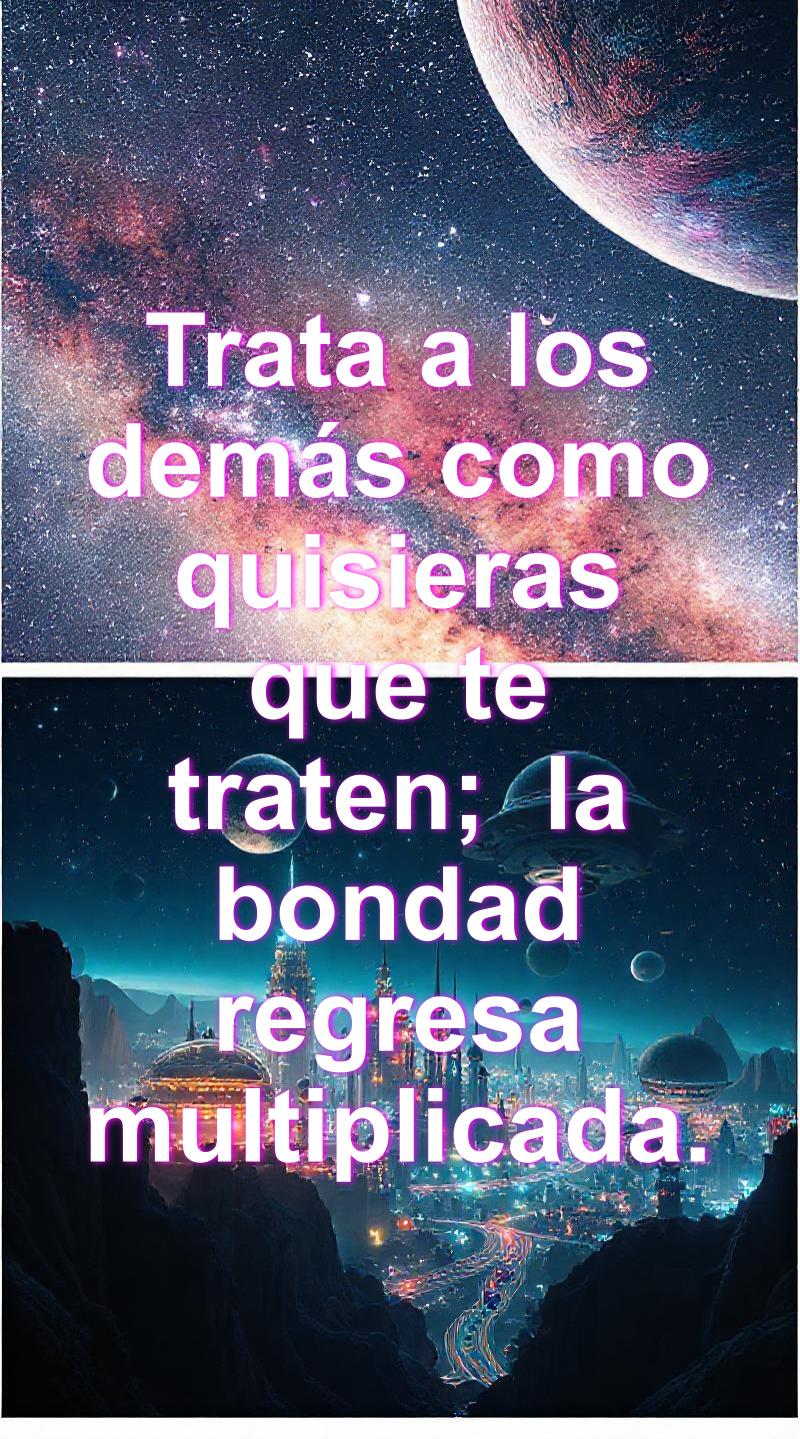 Trata a los
demás como
quisieras
que te
traten;  la
bondad
regresa
multiplicada.